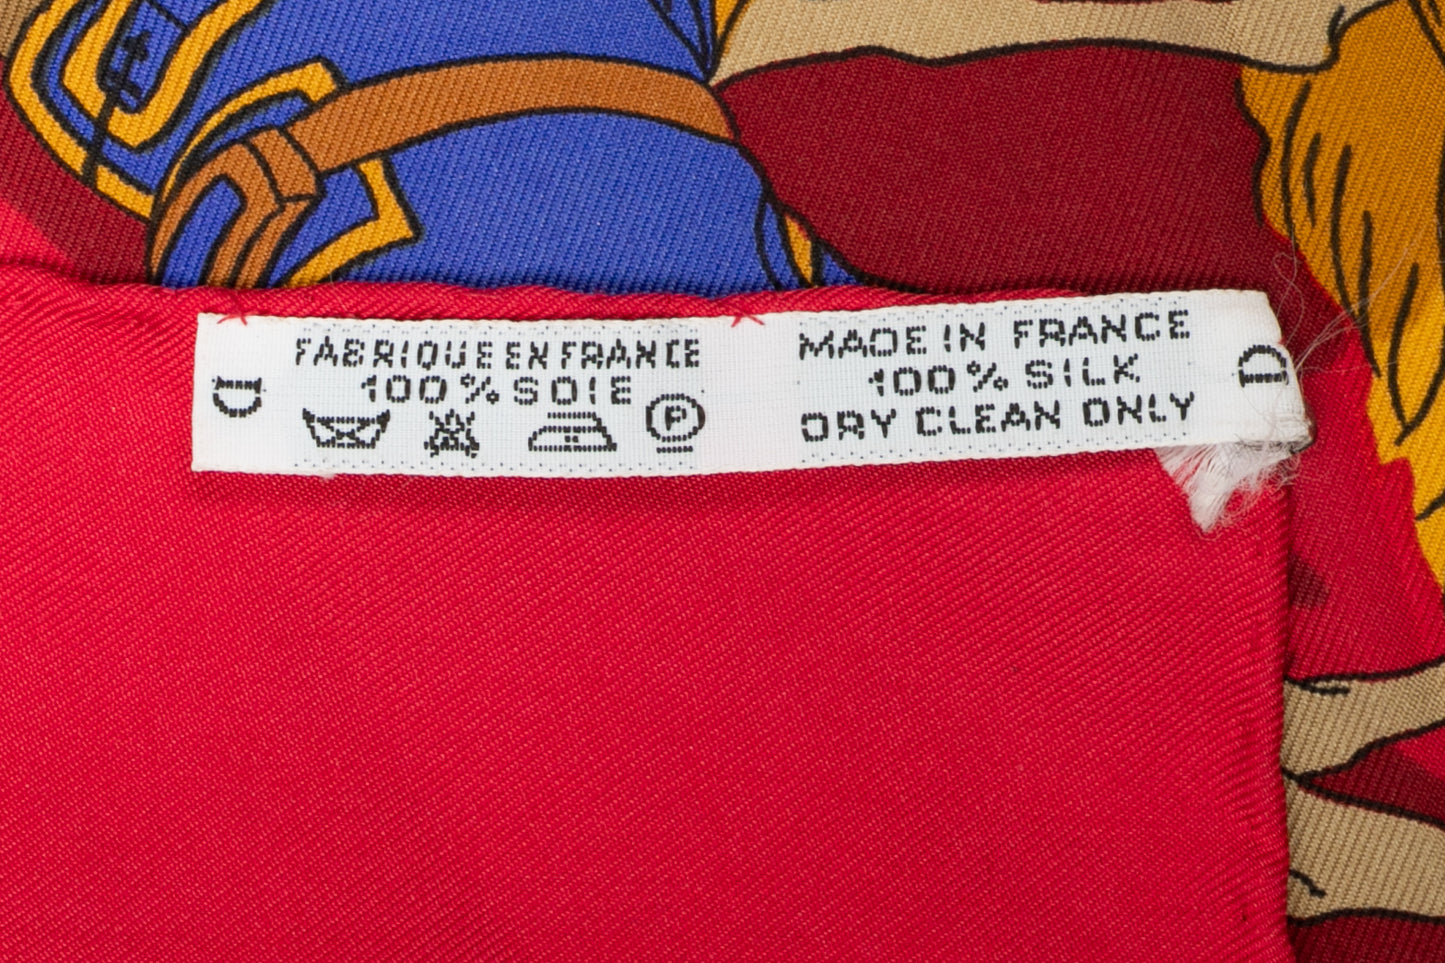 D
FABRIQUE EN FRANCE
100% SOIE
P
MADE IN FRANCE
100% SILK
DRY CLEAN ONLY
D